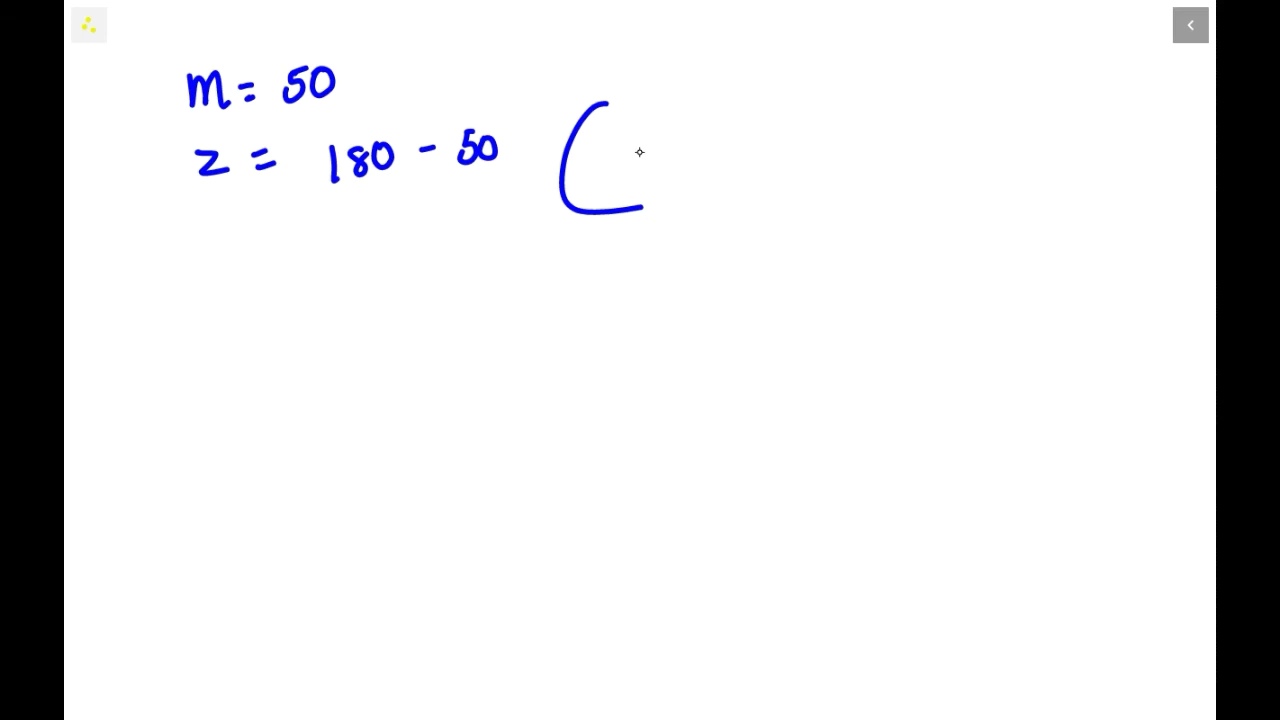 m = 50
z = 180 - 50 (